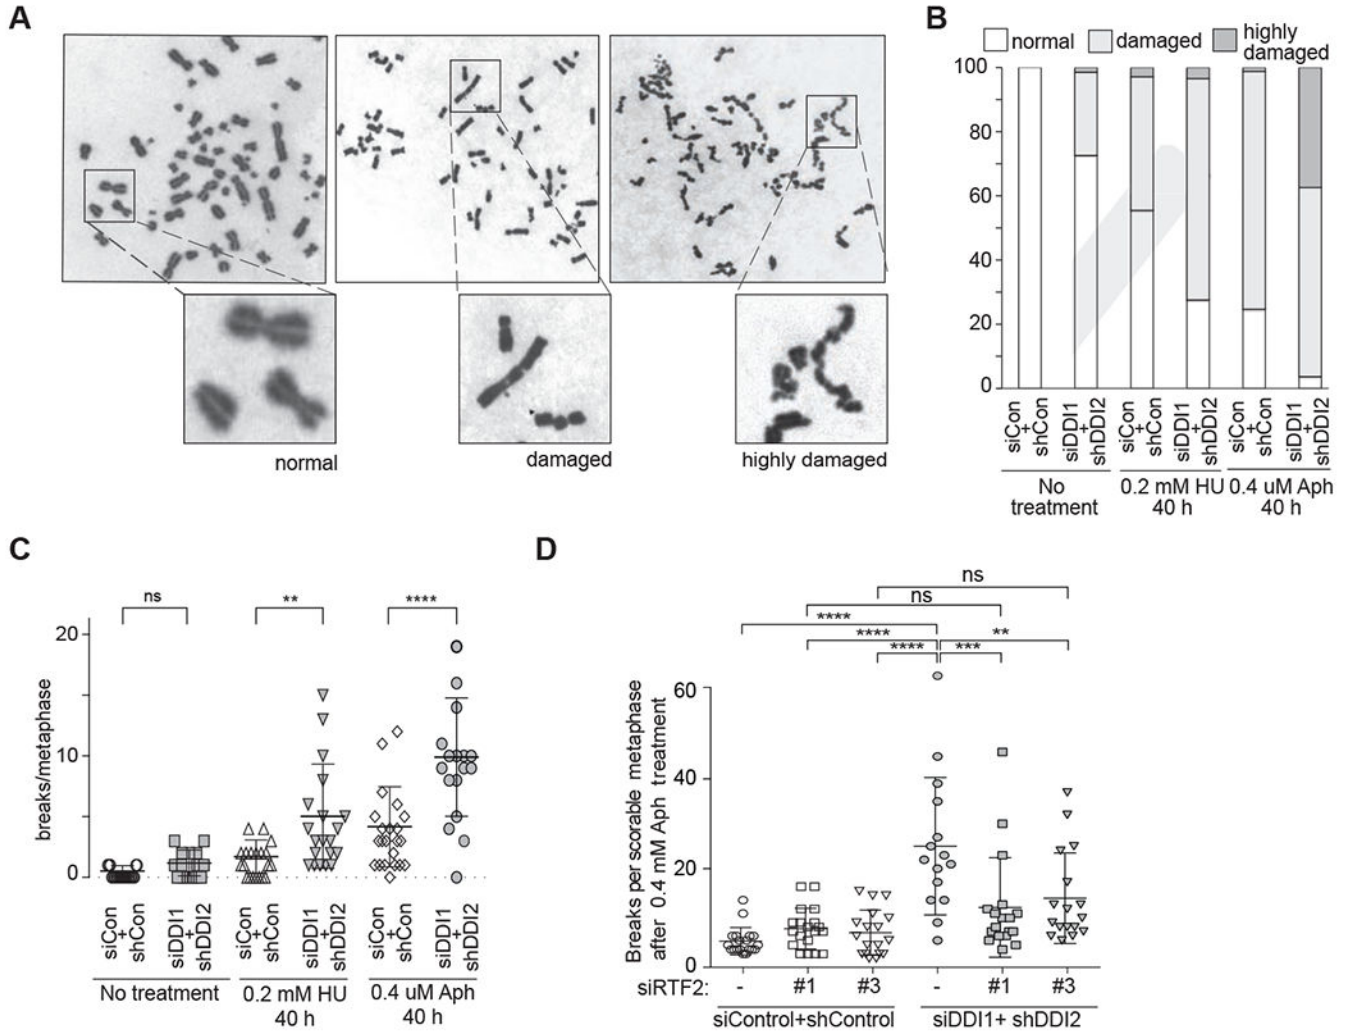 A
normal
damaged
highly damaged
B
normal
damaged
highly
damaged
100
80
60
40
20
0
siCon
+
shCon
siDDI1
+
shDDI2
siCon
+
shCon
siDDI1
+
shDDI2
siCon
+
shCon
siDDI1
+
shDDI2
No
treatment
0.2 mM HU
40 h
0.4 uM Aph
40 h
C
ns
**
****
20
10
0
breaks/metaphase
siCon
+
shCon
siDDI1
+
shDDI2
siCon
+
shCon
siDDI1
+
shDDI2
siCon
+
shCon
siDDI1
+
shDDI2
No treatment
0.2 mM HU
40 h
0.4 uM Aph
40 h
D
ns
ns
****
****
**
****
***
Breaks per scorable metaphase
after 0.4 mM Aph treatment
60
40
20
0
siRTF2: - #1 #3 - #1 #3
siControl+shControl
siDDI1+ shDDI2